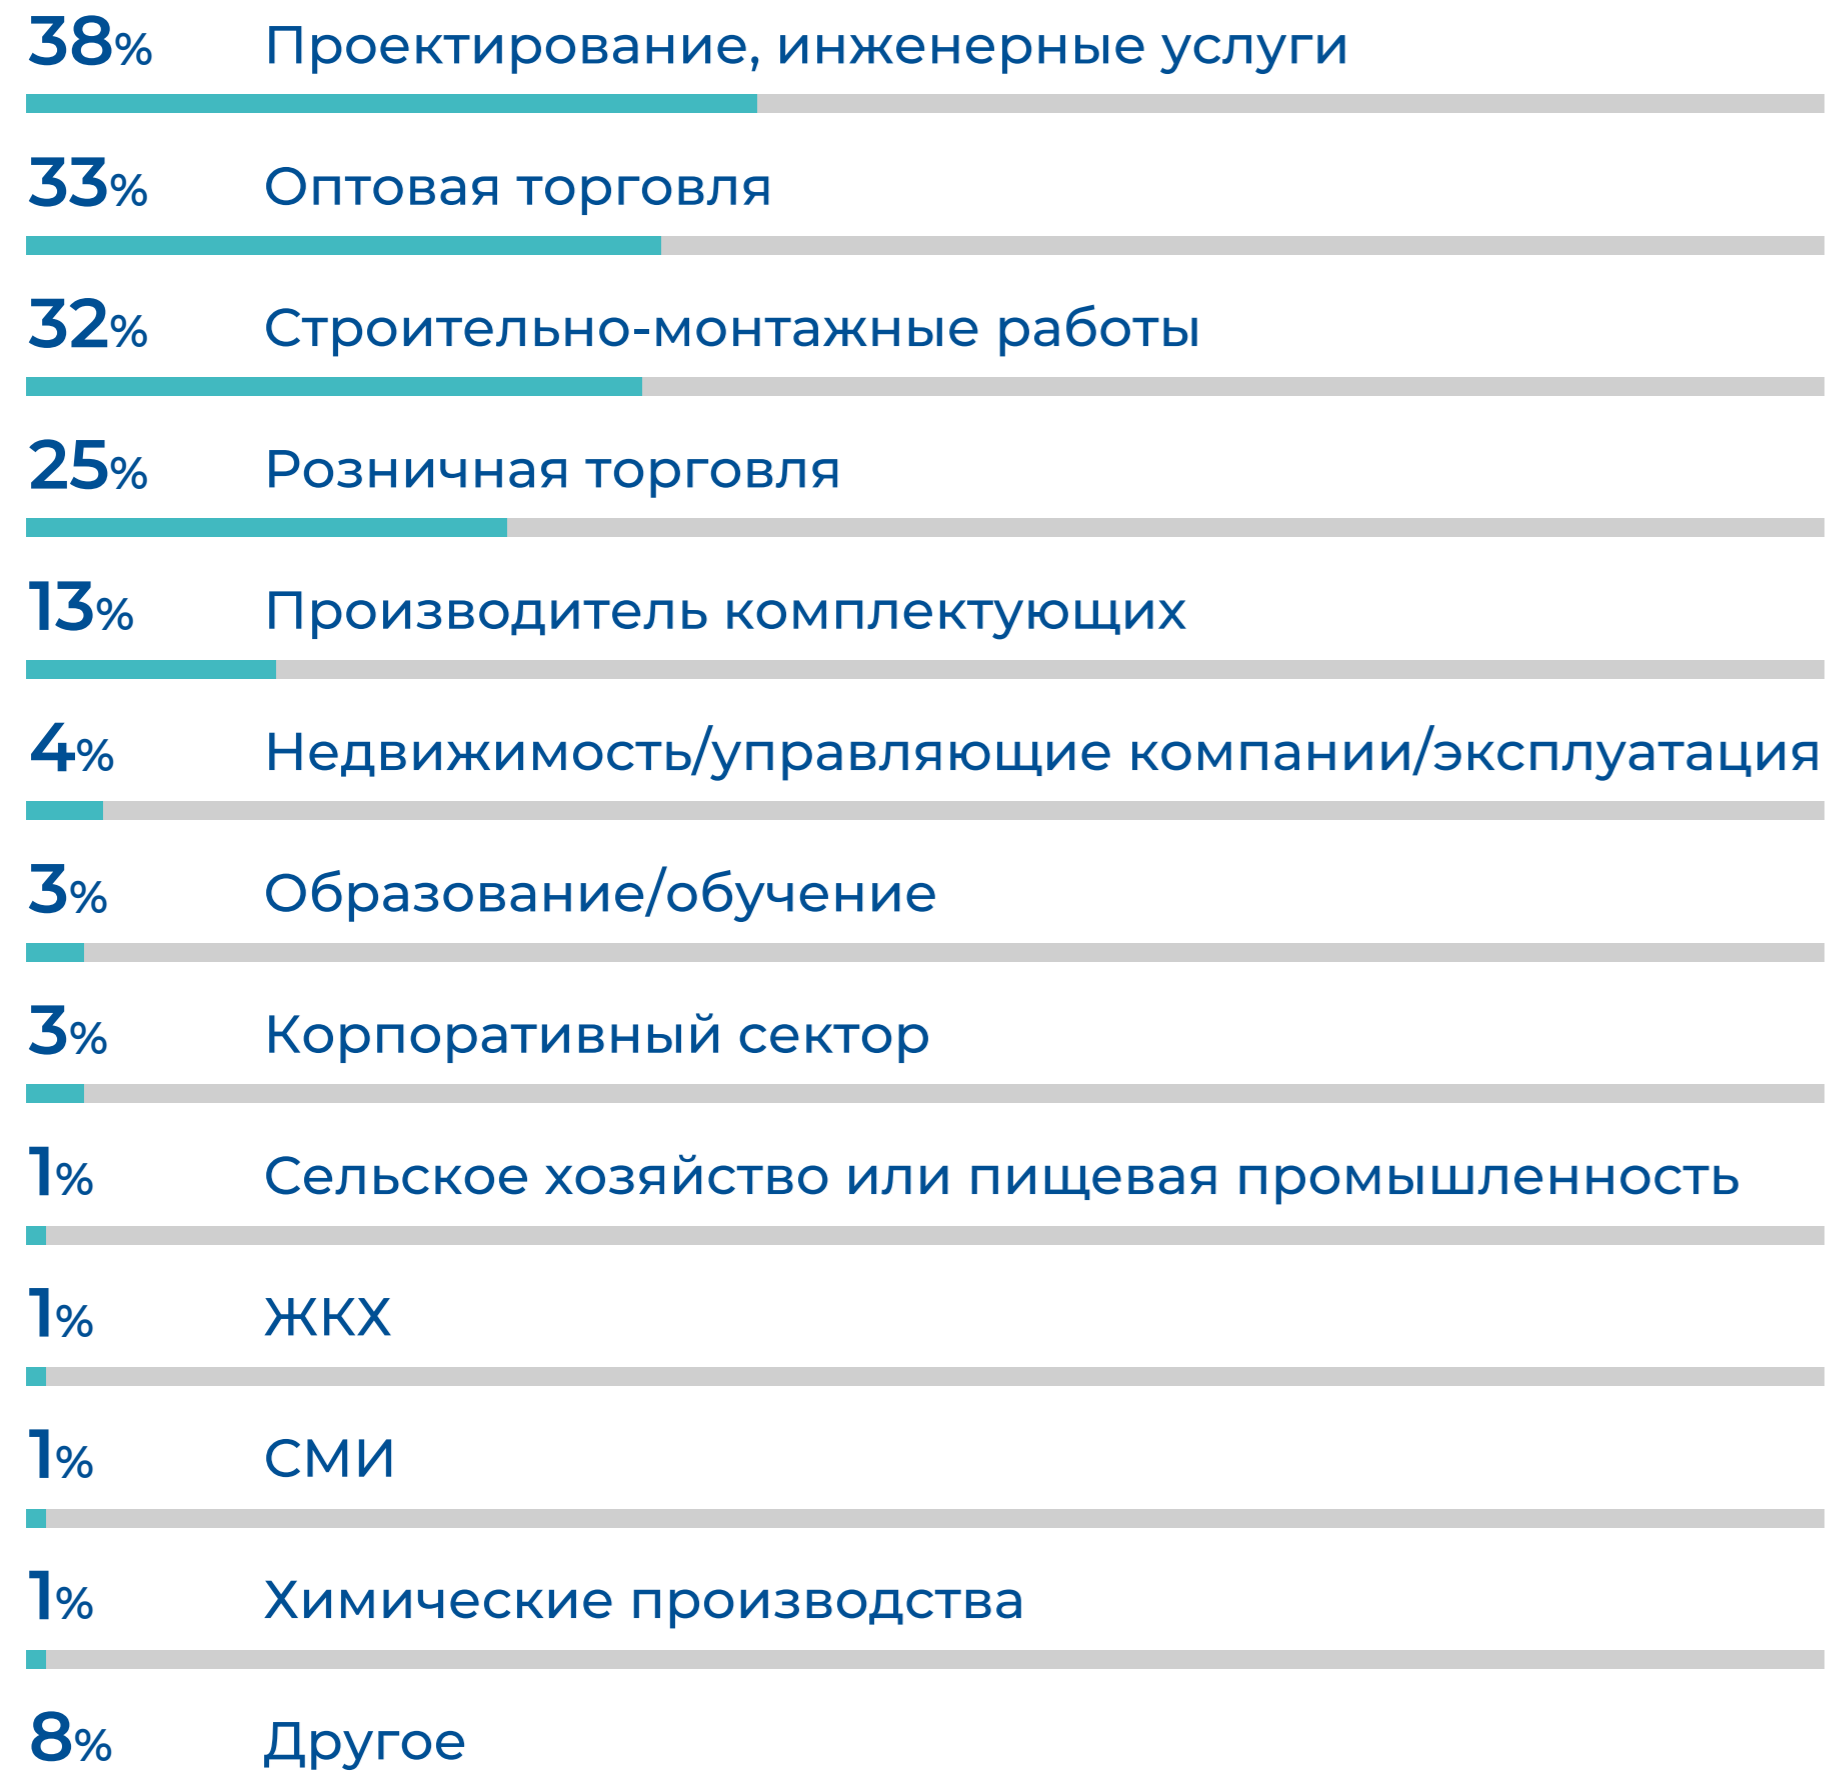 38% Проектирование, инженерные услуги
33% Оптовая торговля
32% Строительно-монтажные работы
25% Розничная торговля
13% Производитель комплектующих
4% Недвижимость/управляющие компании/эксплуатация
3% Образование/обучение
3% Корпоративный сектор
1% Сельское хозяйство или пищевая промышленность
1% ЖКХ
1% СМИ
1% Химические производства
8% Другое